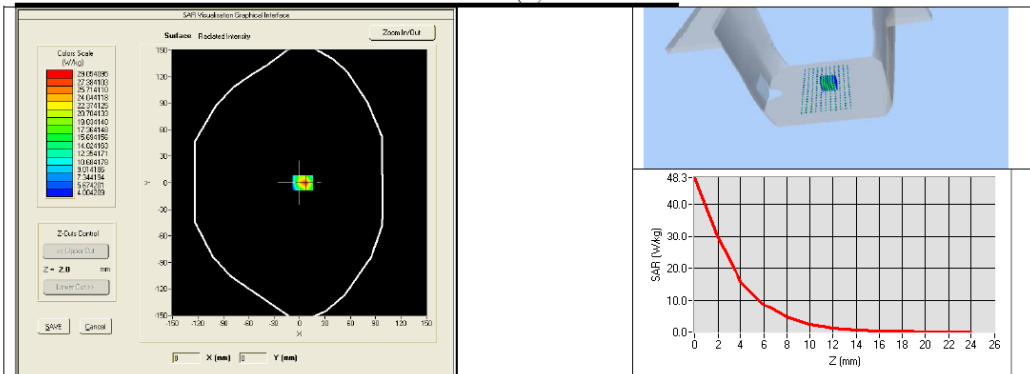 SAR Visualisation Graphical Interface
Surface Radiated Intensity
Zoom In/Out
Colors Scale
(W/kg)
29.054095
27.384103
25.714110
24.044118
22.374125
20.704133
19.034140
17.364148
15.694156
14.024163
12.354171
10.684178
9.014186
7.344194
5.674201
4.004209
150
120
90
60
30
0
-30
-60
-90
-120
-150
Y
-150 -120 -90 -60 -30 0 30 60 90 120 150
X
Z-Cuts Control
<< Upper Cut
Z = 2.0 mm
Lower Cut >>
SAVE Cancel
X (mm) Y (mm)
48.3
40.0
30.0
20.0
10.0
0.0
SAR (W/kg)
0 2 4 6 8 10 12 14 16 18 20 22 24 26
Z (mm)